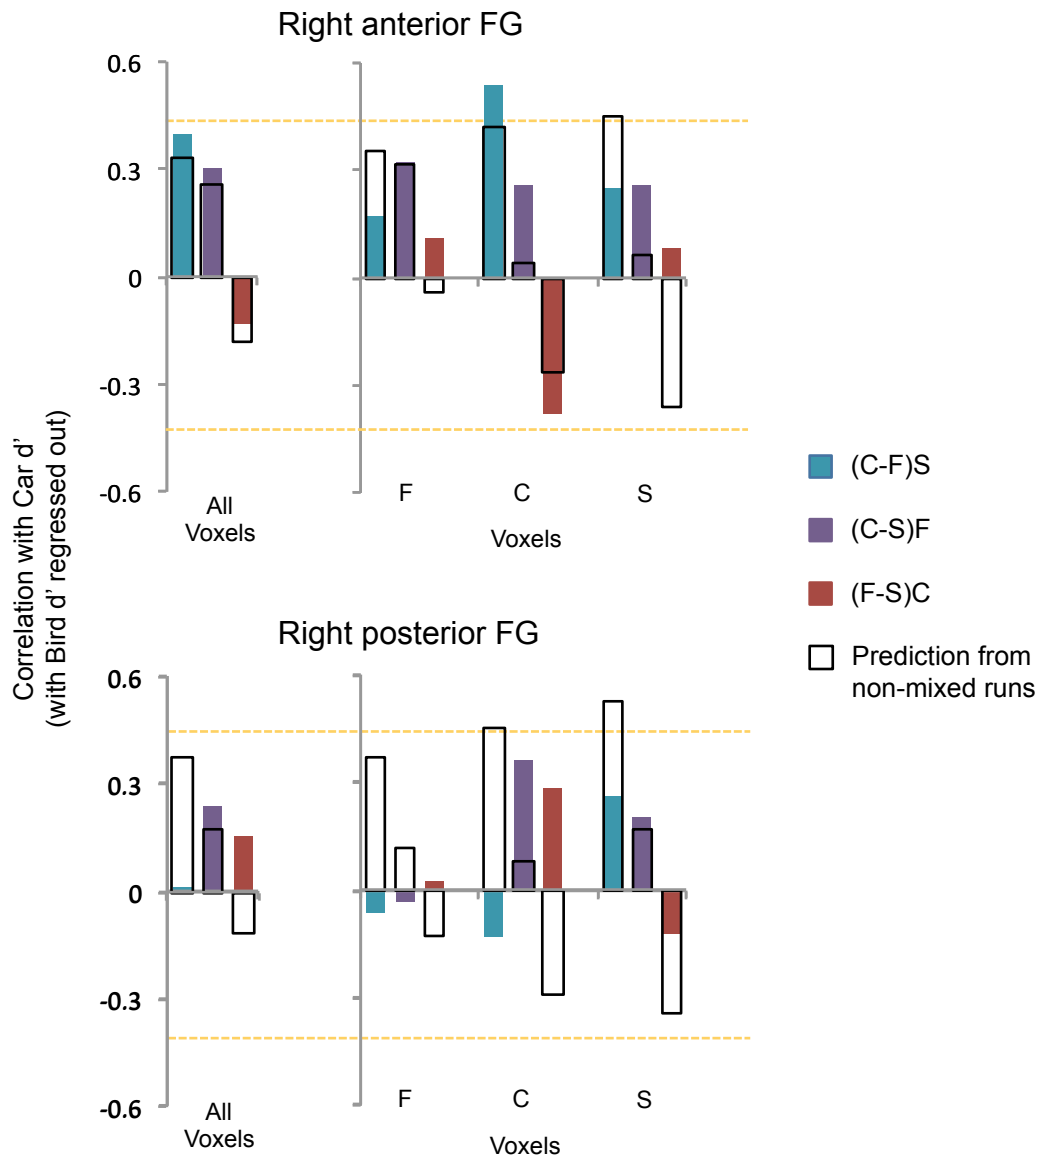 Right anterior FG
0.6
0.3
0
-0.3
-0.6
All
Voxels
F
C
S
Voxels
Correlation with Car d’
(with Bird d’ regressed out)
(C-F)S
(C-S)F
(F-S)C
Prediction from
non-mixed runs
Right posterior FG
0.6
0.3
0
-0.3
-0.6
All
Voxels
F
C
S
Voxels